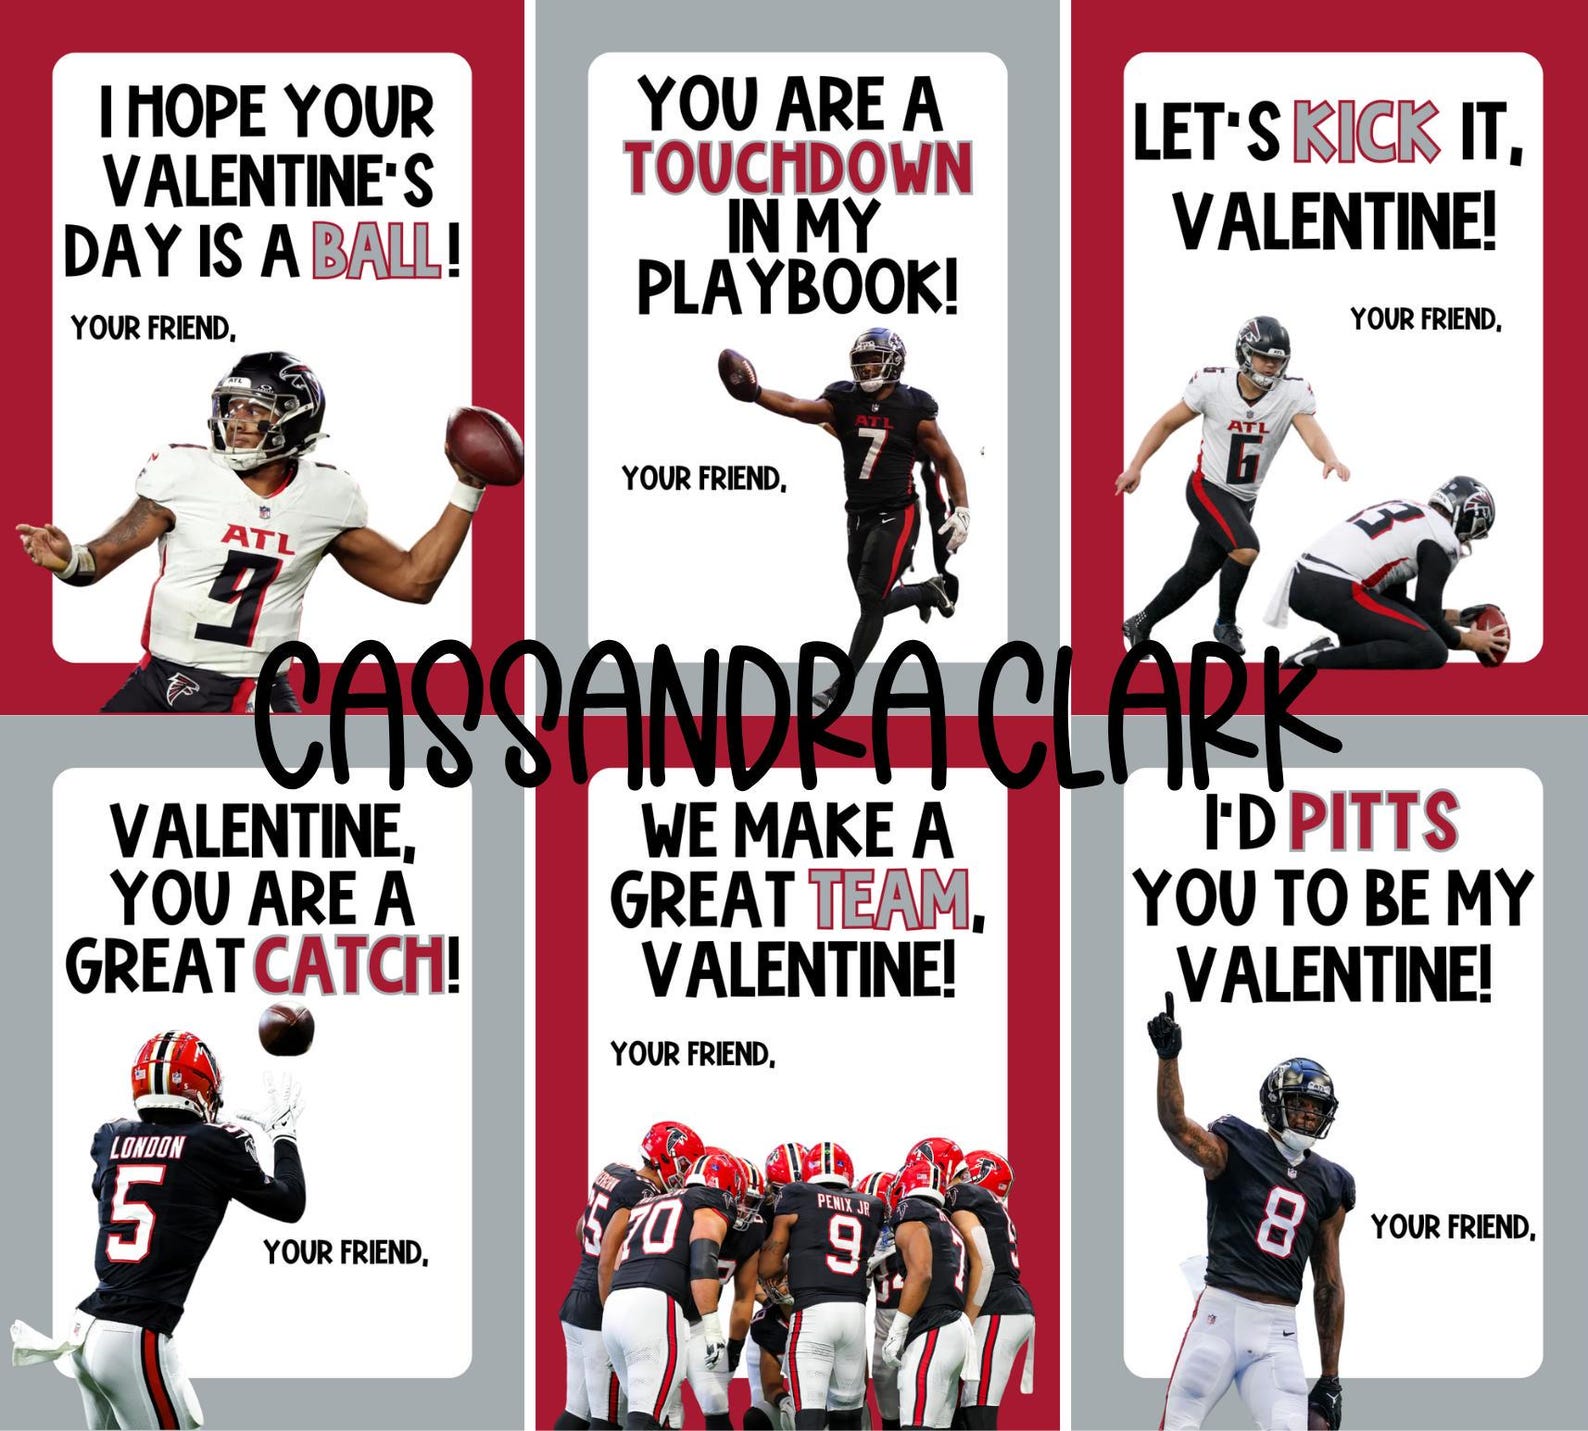 I HOPE YOUR
VALENTINE'S
DAY IS A BALL!
YOUR FRIEND,
ATL
ATL
9
YOU ARE A
TOUCHDOWN
IN MY
PLAYBOOK!
YOUR FRIEND,
ATL
7
LET'S KICK IT,
VALENTINE!
YOUR FRIEND,
ATL
6
3
CASSANDRA CLARK
VALENTINE,
YOU ARE A
GREAT CATCH!
LONDON
5
YOUR FRIEND,
WE MAKE A
GREAT TEAM,
VALENTINE!
YOUR FRIEND,
5
70
PENIX JR
9
7
I'D PITTS
YOU TO BE MY
VALENTINE!
8
YOUR FRIEND,